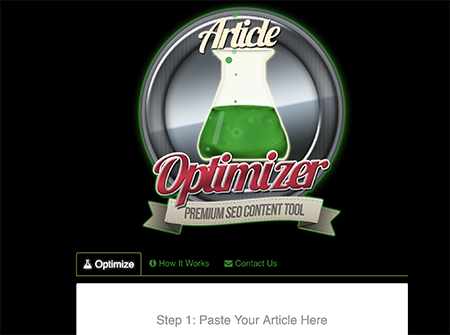 Article
Optimizer
PREMIUM SEO CONTENT TOOL
Optimize How It Works Contact Us
Step 1: Paste Your Article Here